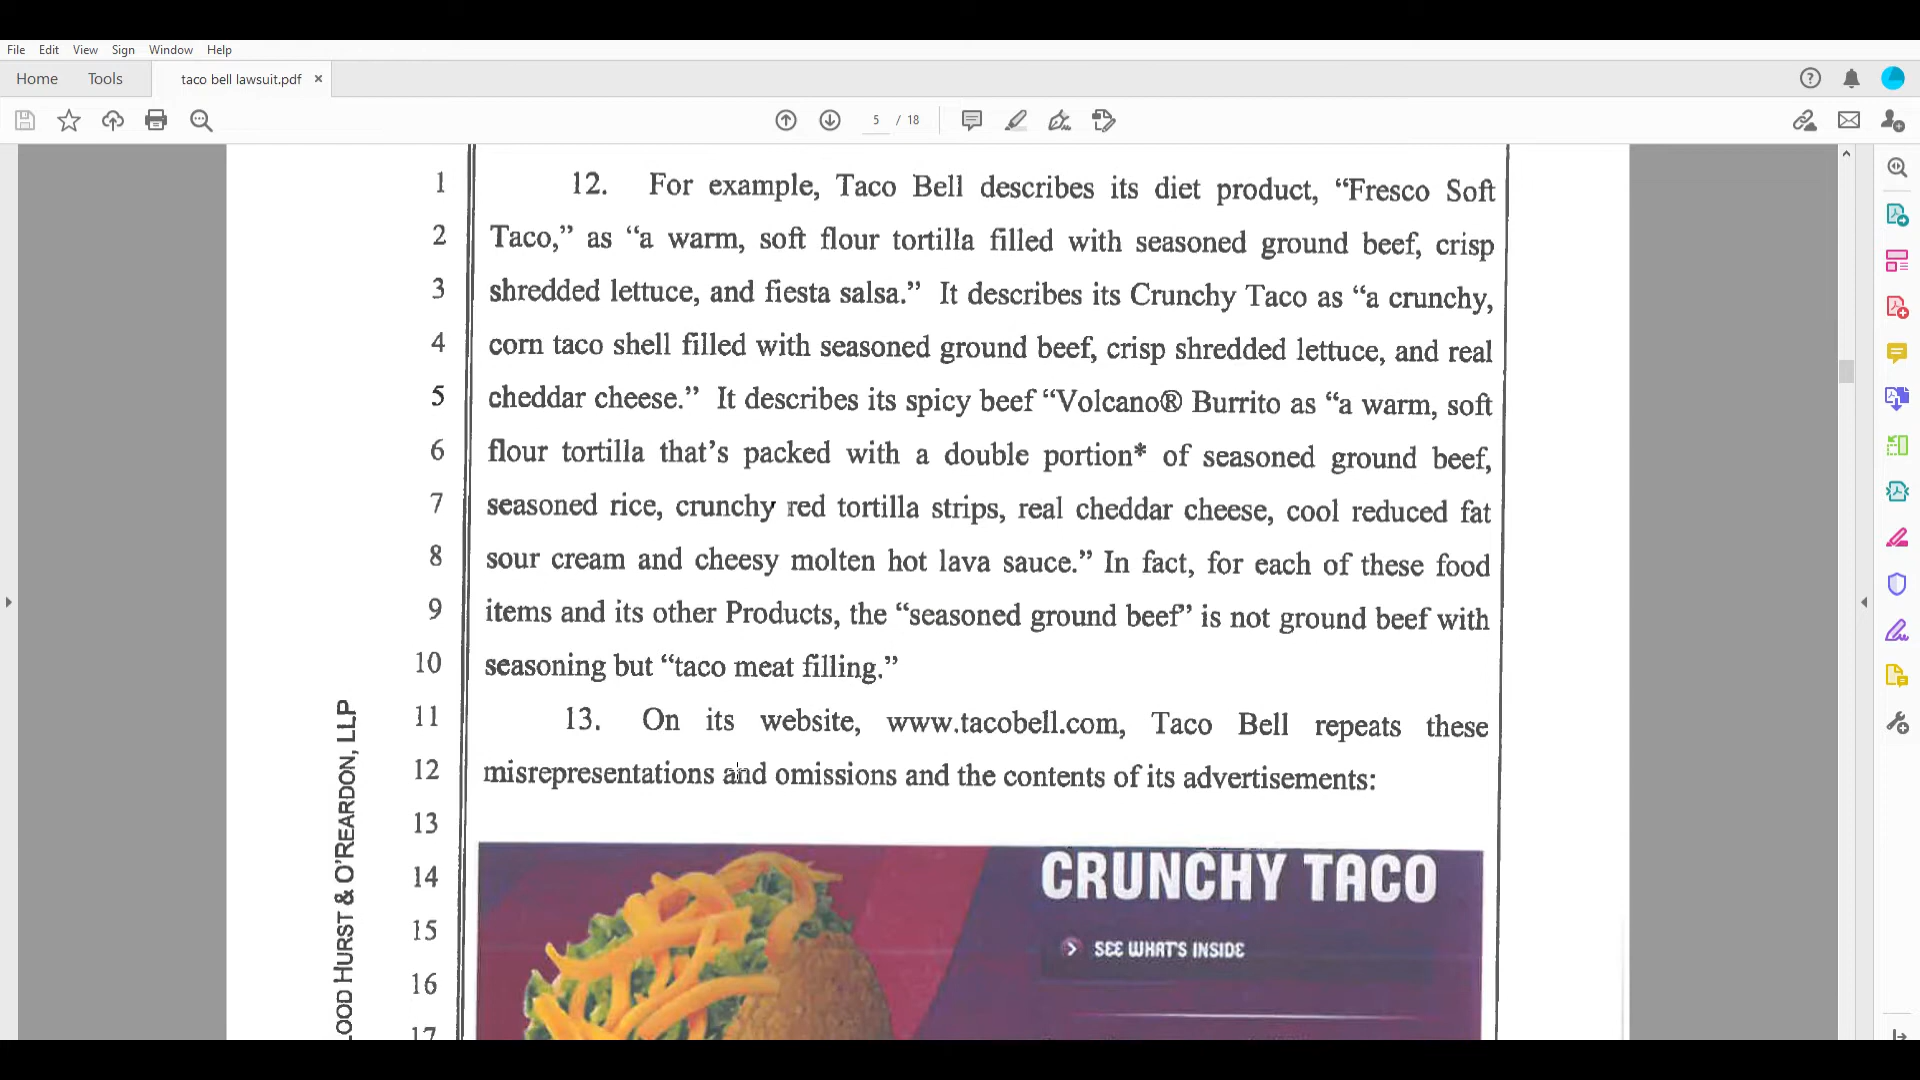 File Edit View Sign Window Help
Home Tools taco bell lawsuit.pdf ×
5 / 18
1 12. For example, Taco Bell describes its diet product, “Fresco Soft
2 Taco,” as “a warm, soft flour tortilla filled with seasoned ground beef, crisp
3 shredded lettuce, and fiesta salsa.” It describes its Crunchy Taco as “a crunchy,
4 corn taco shell filled with seasoned ground beef, crisp shredded lettuce, and real
5 cheddar cheese.” It describes its spicy beef “Volcano® Burrito as “a warm, soft
6 flour tortilla that’s packed with a double portion* of seasoned ground beef,
7 seasoned rice, crunchy red tortilla strips, real cheddar cheese, cool reduced fat
8 sour cream and cheesy molten hot lava sauce.” In fact, for each of these food
9 items and its other Products, the “seasoned ground beef” is not ground beef with
10 seasoning but “taco meat filling.”
11 13. On its website, www.tacobell.com, Taco Bell repeats these
12 misrepresentations and omissions and the contents of its advertisements:
13
14 CRUNCHY TACO
15 SEE WHAT'S INSIDE
16
17
LOOD HURST & O’REARDON, LLP